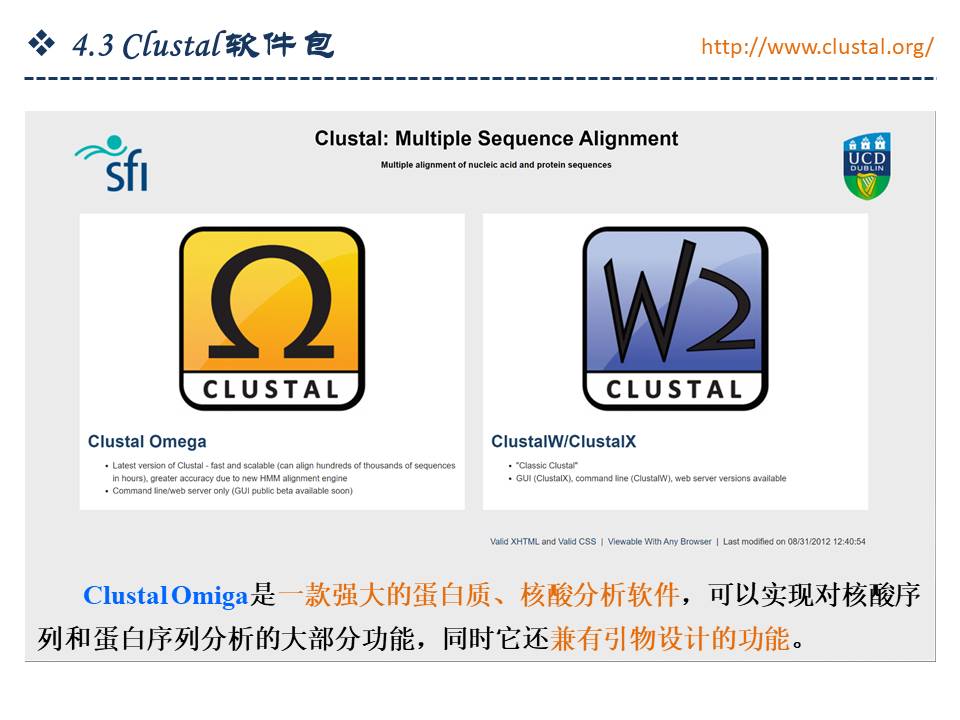 ❖ 4.3 Clustal软件包
http://www.clustal.org/
Clustal: Multiple Sequence Alignment
Multiple alignment of nucleic acid and protein sequences
sfi
UCD
DUBLIN
Ω
CLUSTAL
W2
CLUSTAL
Clustal Omega
• Latest version of Clustal - fast and scalable (can align hundreds of thousands of sequences
in hours), greater accuracy due to new HMM alignment engine
• Command line/web server only (GUI public beta available soon)
ClustalW/ClustalX
• "Classic Clustal"
• GUI (ClustalX), command line (ClustalW), web server versions available
Valid XHTML and Valid CSS | Viewable With Any Browser | Last modified on 08/31/2012 12:40:54
Clustal Omiga是一款强大的蛋白质、核酸分析软件，可以实现对核酸序
列和蛋白序列分析的大部分功能，同时它还兼有引物设计的功能。